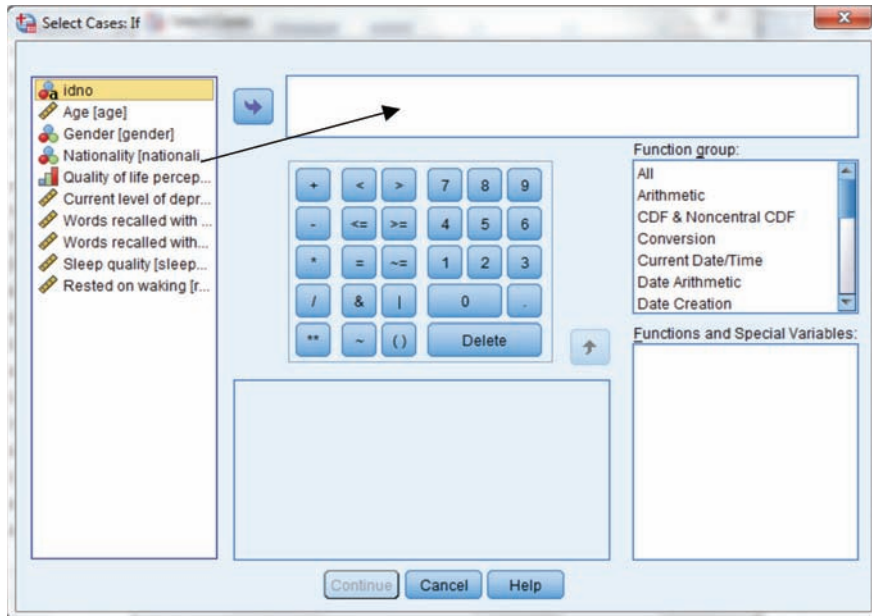 Select Cases: If
idno
Age [age]
Gender [gender]
Nationality [nationali...
Quality of life percep...
Current level of depr...
Words recalled with ...
Words recalled with...
Sleep quality [sleep...
Rested on waking [r...
+ < > 7 8 9
- <= >= 4 5 6
* = ~= 1 2 3
/ & | 0 .
** ~ ( ) Delete
Function group:
All
Arithmetic
CDF & Noncentral CDF
Conversion
Current Date/Time
Date Arithmetic
Date Creation
Functions and Special Variables:
Continue Cancel Help